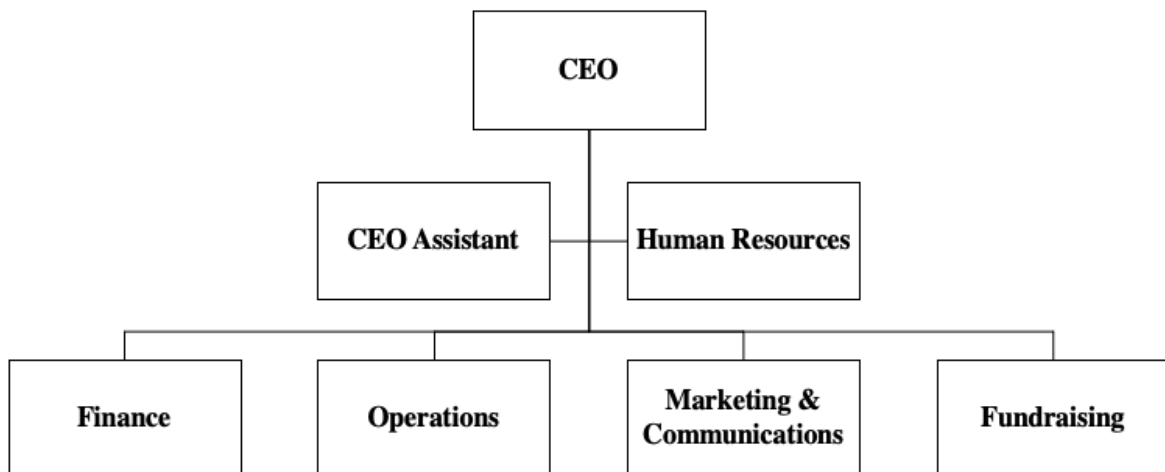 CEO
CEO Assistant
Human Resources
Finance
Operations
Marketing &
Communications
Fundraising